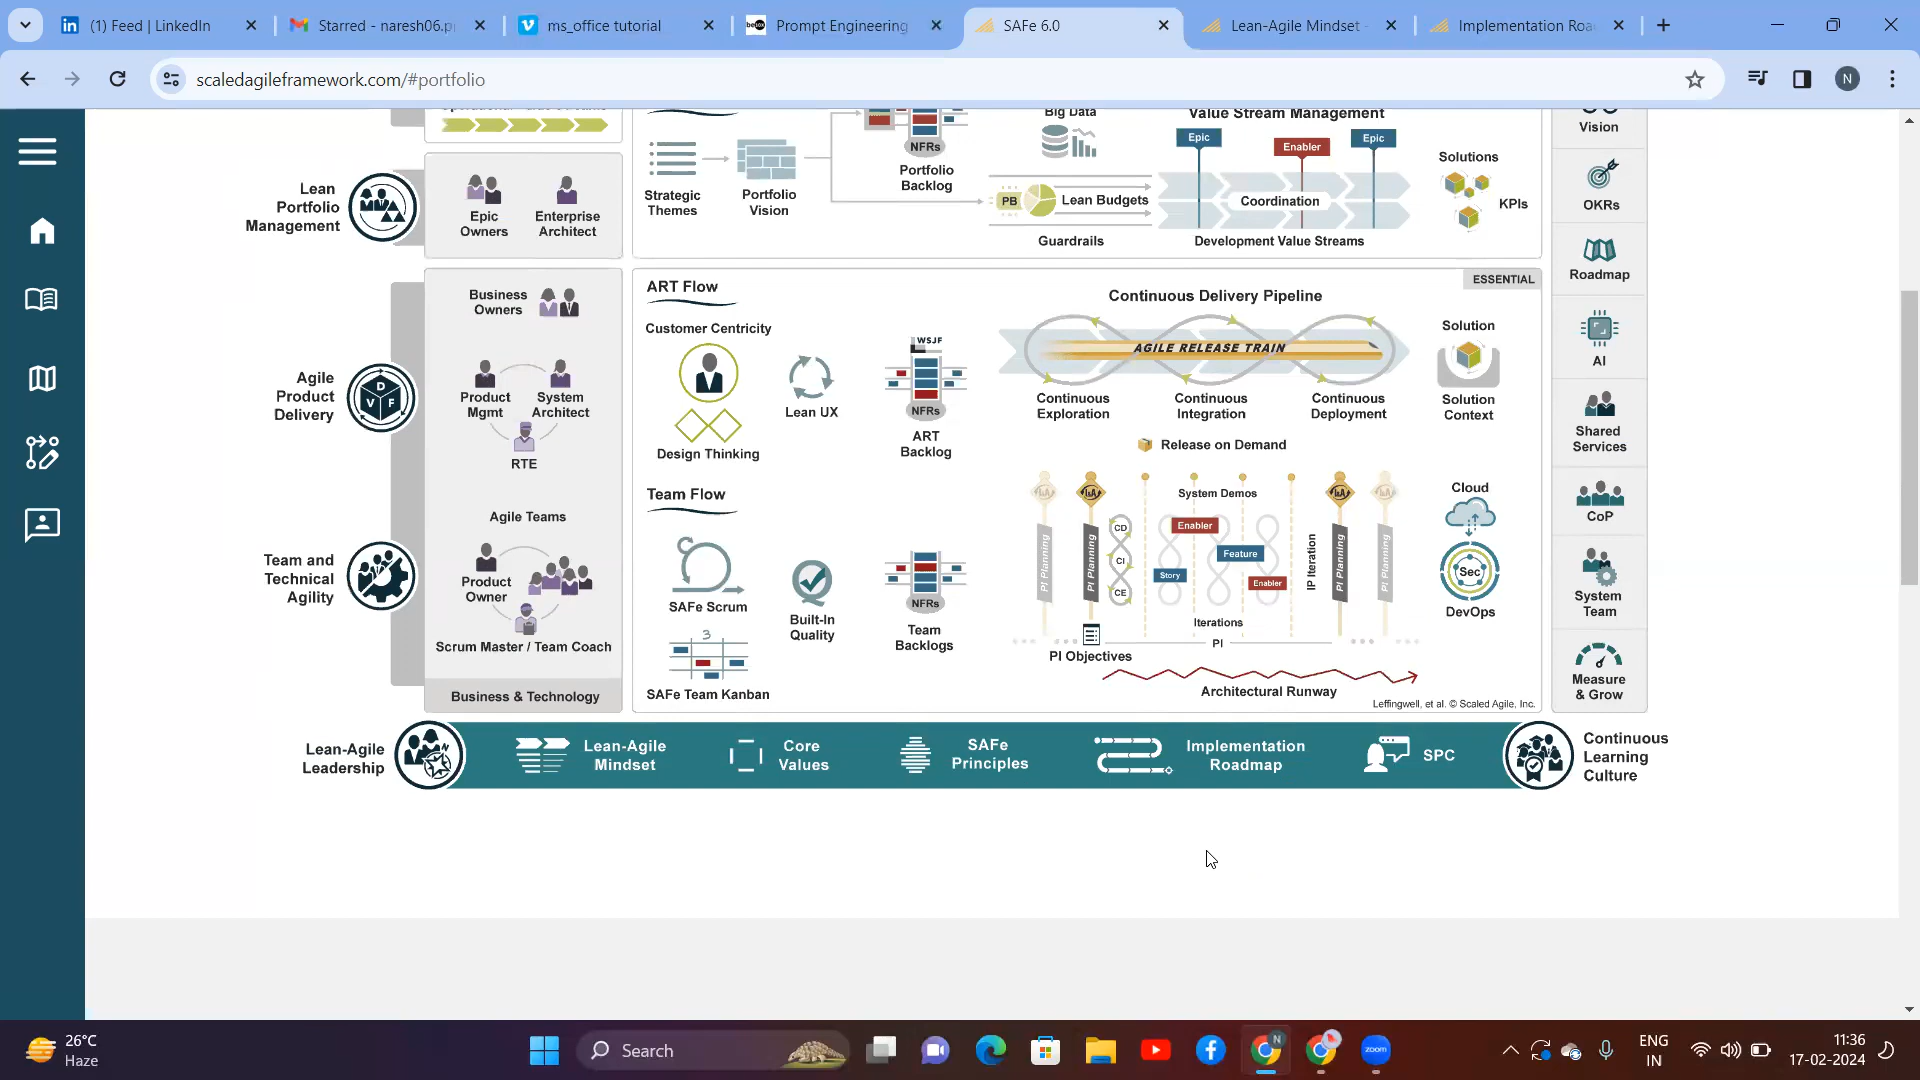 (1) Feed | LinkedIn
Starred - naresh06.p
ms_office tutorial
Prompt Engineering
SAFe 6.0
Lean-Agile Mindset -
Implementation Roa
scaledagileframework.com/#portfolio
N
Lean
Portfolio
Management
Epic
Owners
Enterprise
Architect
Strategic
Themes
Portfolio
Vision
NFRs
Portfolio
Backlog
Big Data
PB
Lean Budgets
Guardrails
Value Stream Management
Epic
Enabler
Epic
Coordination
Development Value Streams
Solutions
KPIs
Vision
OKRs
Roadmap
AI
Shared
Services
CoP
System
Team
Measure
& Grow
Agile
Product
Delivery
D
V
F
Business
Owners
Product
Mgmt
System
Architect
RTE
Team and
Technical
Agility
Agile Teams
Product
Owner
Scrum Master / Team Coach
Business & Technology
ESSENTIAL
ART Flow
Customer Centricity
Design Thinking
Lean UX
WSJF
NFRs
ART
Backlog
Continuous Delivery Pipeline
AGILE RELEASE TRAIN
Continuous
Exploration
Continuous
Integration
Continuous
Deployment
Release on Demand
Solution
Solution
Context
Team Flow
SAFe Scrum
3
SAFe Team Kanban
Built-In
Quality
NFRs
Team
Backlogs
I&A
I&A
I&A
I&A
System Demos
PI Planning
PI Planning
CD
CI
CE
Enabler
Feature
Story
Enabler
IP Iteration
PI Planning
PI Planning
Iterations
PI
PI Objectives
Architectural Runway
Cloud
Sec
DevOps
Leffingwell, et al. © Scaled Agile, Inc.
Lean-Agile
Leadership
Lean-Agile
Mindset
Core
Values
SAFe
Principles
Implementation
Roadmap
SPC
Continuous
Learning
Culture
26°C
Haze
Search
N
zoom
ENG
IN
11:36
17-02-2024